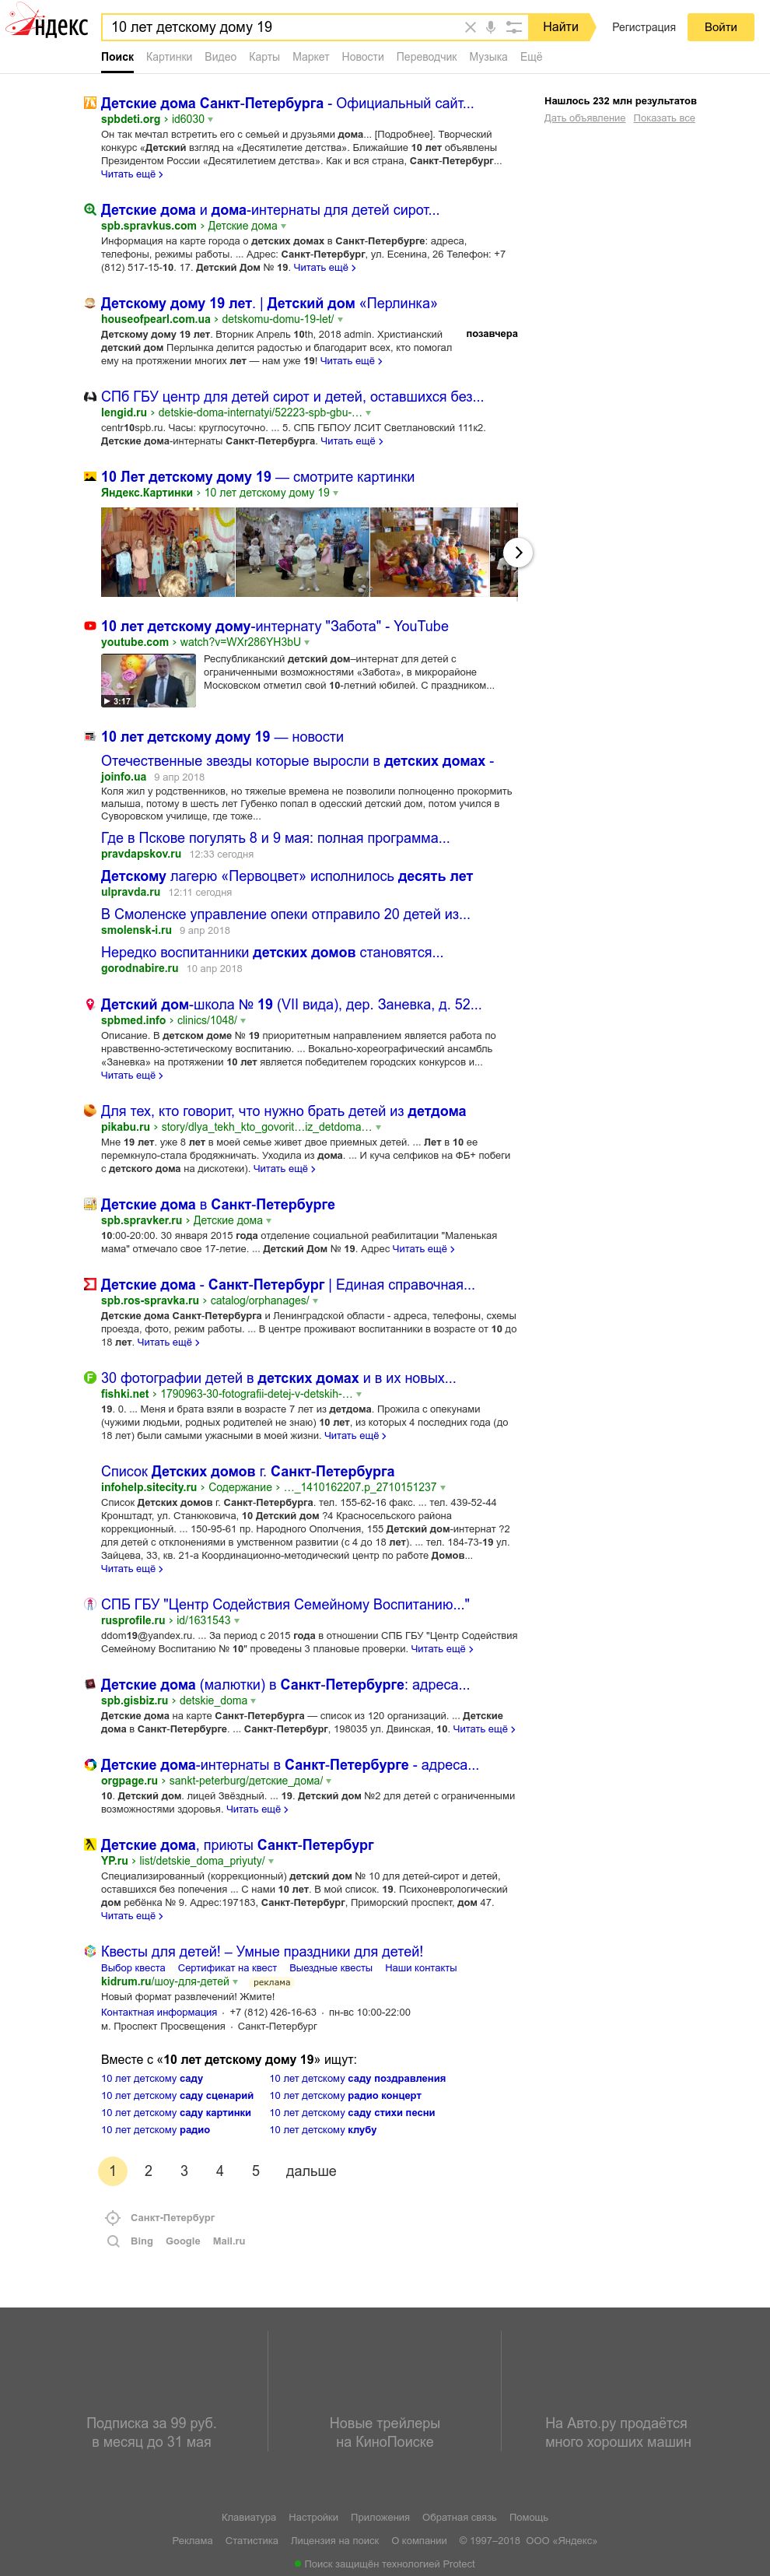 Яндекс
10 лет детскому дому 19
Найти
Регистрация
Войти
Поиск Картинки Видео Карты Маркет Новости Переводчик Музыка Ещё
Нашлось 232 млн результатов
Дать объявление Показать все
Детские дома Санкт-Петербурга - Официальный сайт...
spbdeti.org › id6030
Он так мечтал встретить его с семьей и друзьями дома... [Подробнее]. Творческий
конкурс «Детский взгляд на «Десятилетие детства». Ближайшие 10 лет объявлены
Президентом России «Десятилетием детства». Как и вся страна, Санкт-Петербург...
Читать ещё ›
Детские дома и дома-интернаты для детей сирот...
spb.spravkus.com › Детские дома
Информация на карте города о детских домах в Санкт-Петербурге: адреса,
телефоны, режимы работы. ... Адрес: Санкт-Петербург, ул. Есенина, 26 Телефон: +7
(812) 517-15-10. 17. Детский Дом № 19. Читать ещё ›
Детскому дому 19 лет. | Детский дом «Перлинка»
houseofpearl.com.ua › detskomu-domu-19-let/
Детскому дому 19 лет. Вторник Апрель 10th, 2018 admin. Христианский
детский дом Перлынка делится радостью и благодарит всех, кто помогал
ему на протяжении многих лет — нам уже 19! Читать ещё ›
позавчера
СПб ГБУ центр для детей сирот и детей, оставшихся без...
lengid.ru › detskie-doma-internatyi/52223-spb-gbu-…
centr10spb.ru. Часы: круглосуточно. ... 5. СПБ ГБПОУ ЛСИТ Светлановский 111к2.
Детские дома-интернаты Санкт-Петербурга. Читать ещё ›
10 Лет детскому дому 19 — смотрите картинки
Яндекс.Картинки › 10 лет детскому дому 19
10 лет детскому дому-интернату "Забота" - YouTube
youtube.com › watch?v=WXr286YH3bU
Республиканский детский дом–интернат для детей с
ограниченными возможностями «Забота», в микрорайоне
Московском отметил свой 10-летний юбилей. С праздником...
3:17
10 лет детскому дому 19 — новости
Отечественные звезды которые выросли в детских домах -
joinfo.ua 9 апр 2018
Коля жил у родственников, но тяжелые времена не позволили полноценно прокормить
малыша, потому в шесть лет Губенко попал в одесский детский дом, потом учился в
Суворовском училище, где тоже...
Где в Пскове погулять 8 и 9 мая: полная программа...
pravdapskov.ru 12:33 сегодня
Детскому лагерю «Первоцвет» исполнилось десять лет
ulpravda.ru 12:11 сегодня
В Смоленске управление опеки отправило 20 детей из...
smolensk-i.ru 9 апр 2018
Нередко воспитанники детских домов становятся...
gorodnabire.ru 10 апр 2018
Детский дом-школа № 19 (VII вида), дер. Заневка, д. 52...
spbmed.info › clinics/1048/
Описание. В детском доме № 19 приоритетным направлением является работа по
нравственно-эстетическому воспитанию. ... Вокально-хореографический ансамбль
«Заневка» на протяжении 10 лет является победителем городских конкурсов и...
Читать ещё ›
Для тех, кто говорит, что нужно брать детей из детдома
pikabu.ru › story/dlya_tekh_kto_govorit…iz_detdoma…
Мне 19 лет. уже 8 лет в моей семье живет двое приемных детей. ... Лет в 10 ее
перемкнуло-стала бродяжничать. Уходила из дома. ... И куча селфиков на ФБ+ побеги
с детского дома на дискотеки). Читать ещё ›
Детские дома в Санкт-Петербурге
spb.spravker.ru › Детские дома
10:00-20:00. 30 января 2015 года отделение социальной реабилитации "Маленькая
мама" отмечало свое 17-летие. ... Детский Дом № 19. Адрес Читать ещё ›
Детские дома - Санкт-Петербург | Единая справочная...
spb.ros-spravka.ru › catalog/orphanages/
Детские дома Санкт-Петербурга и Ленинградской области - адреса, телефоны, схемы
проезда, фото, режим работы. ... В центре проживают воспитанники в возрасте от 10 до
18 лет. Читать ещё ›
30 фотографии детей в детских домах и в их новых...
fishki.net › 1790963-30-fotografii-detej-v-detskih-…
19. 0. ... Меня и брата взяли в возрасте 7 лет из детдома. Прожила с опекунами
(чужими людьми, родных родителей не знаю) 10 лет, из которых 4 последних года (до
18 лет) были самыми ужасными в моей жизни. Читать ещё ›
Список Детских домов г. Санкт-Петербурга
infohelp.sitecity.ru › Содержание › …_1410162207.p_2710151237
Список Детских домов г. Санкт-Петербурга. тел. 155-62-16 факс. ... тел. 439-52-44
Кронштадт, ул. Станюковича, 10 Детский дом ?4 Красносельского района
коррекционный. ... 150-95-61 пр. Народного Ополчения, 155 Детский дом-интернат ?2
для детей с отклонениями в умственном развитии (с 4 до 18 лет). ... тел. 184-73-19 ул.
Зайцева, 33, кв. 21-а Координационно-методический центр по работе Домов...
Читать ещё ›
СПБ ГБУ "Центр Содействия Семейному Воспитанию..."
rusprofile.ru › id/1631543
ddom19@yandex.ru. ... За период с 2015 года в отношении СПБ ГБУ "Центр Содействия
Семейному Воспитанию № 10" проведены 3 плановые проверки. Читать ещё ›
Детские дома (малютки) в Санкт-Петербурге: адреса...
spb.gisbiz.ru › detskie_doma
Детские дома на карте Санкт-Петербурга — список из 120 организаций. ... Детские
дома в Санкт-Петербурге. ... Санкт-Петербург, 198035 ул. Двинская, 10. Читать ещё ›
Детские дома-интернаты в Санкт-Петербурге - адреса...
orgpage.ru › sankt-peterburg/детские_дома/
10. Детский дом. лицей Звёздный. ... 19. Детский дом №2 для детей с ограниченными
возможностями здоровья. Читать ещё ›
Детские дома, приюты Санкт-Петербург
YP.ru › list/detskie_doma_priyuty/
Специализированный (коррекционный) детский дом № 10 для детей-сирот и детей,
оставшихся без попечения ... С нами 10 лет. В мой список. 19. Психоневрологический
дом ребёнка № 9. Адрес:197183, Санкт-Петербург, Приморский проспект, дом 47.
Читать ещё ›
Квесты для детей! – Умные праздники для детей!
Выбор квеста Сертификат на квест Выездные квесты Наши контакты
kidrum.ru/шоу-для-детей реклама
Новый формат развлечений! Жмите!
Контактная информация · +7 (812) 426-16-63 · пн-вс 10:00-22:00
м. Проспект Просвещения · Санкт-Петербург
Вместе с «10 лет детскому дому 19» ищут:
10 лет детскому саду 10 лет детскому саду поздравления
10 лет детскому саду сценарий 10 лет детскому радио концерт
10 лет детскому саду картинки 10 лет детскому саду стихи песни
10 лет детскому радио 10 лет детскому клубу
1 2 3 4 5 дальше
Санкт-Петербург
Bing Google Mail.ru
Подписка за 99 руб.
в месяц до 31 мая
Новые трейлеры
на КиноПоиске
На Авто.ру продаётся
много хороших машин
Клавиатура Настройки Приложения Обратная связь Помощь
Реклама Статистика Лицензия на поиск О компании © 1997–2018 ООО «Яндекс»
Поиск защищён технологией Protect